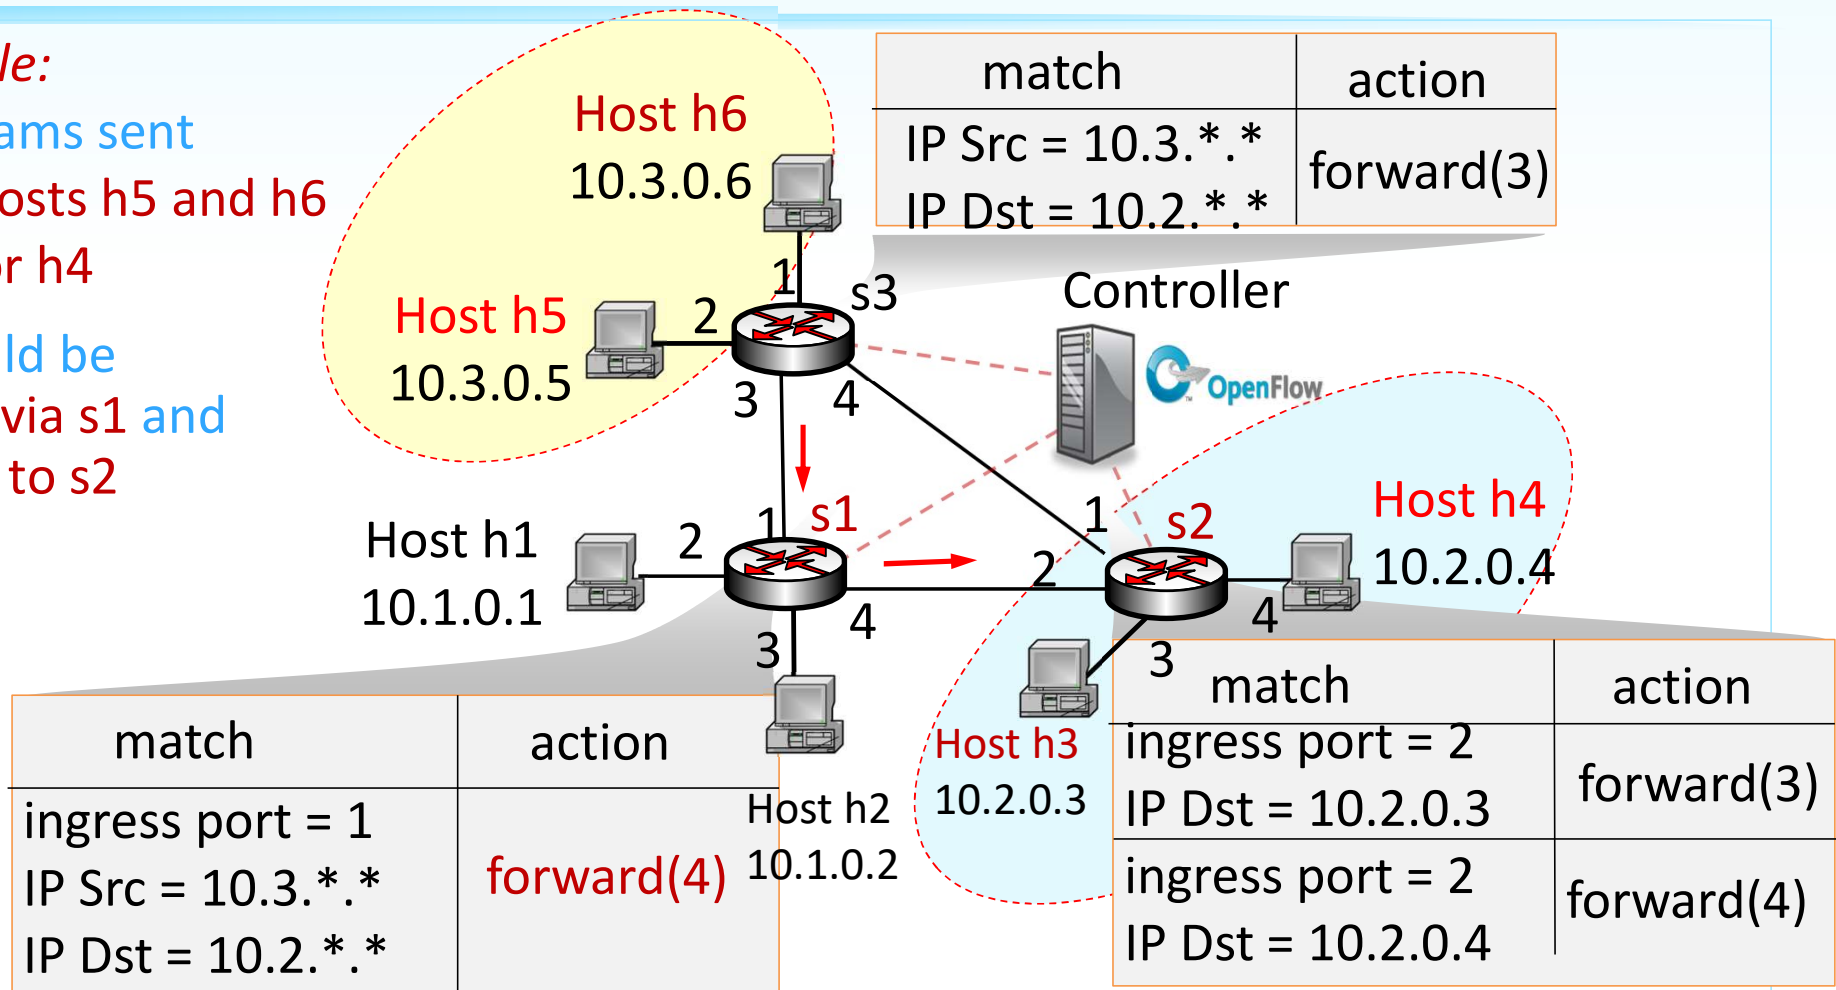 le:
ams sent
osts h5 and h6
or h4
ld be
via s1 and
to s2
Host h6
10.3.0.6
Host h5
10.3.0.5
match action
IP Src = 10.3.*.*
IP Dst = 10.2.*.*
forward(3)
1
2
s3
3
4
Controller
OpenFlow
Host h1
10.1.0.1
2
1
s1
3
4
Host h2
10.1.0.2
1
s2
2
3
4
Host h4
10.2.0.4
Host h3
10.2.0.3
match action
ingress port = 1
IP Src = 10.3.*.*
IP Dst = 10.2.*.*
forward(4)
match action
ingress port = 2
IP Dst = 10.2.0.3
forward(3)
ingress port = 2
IP Dst = 10.2.0.4
forward(4)